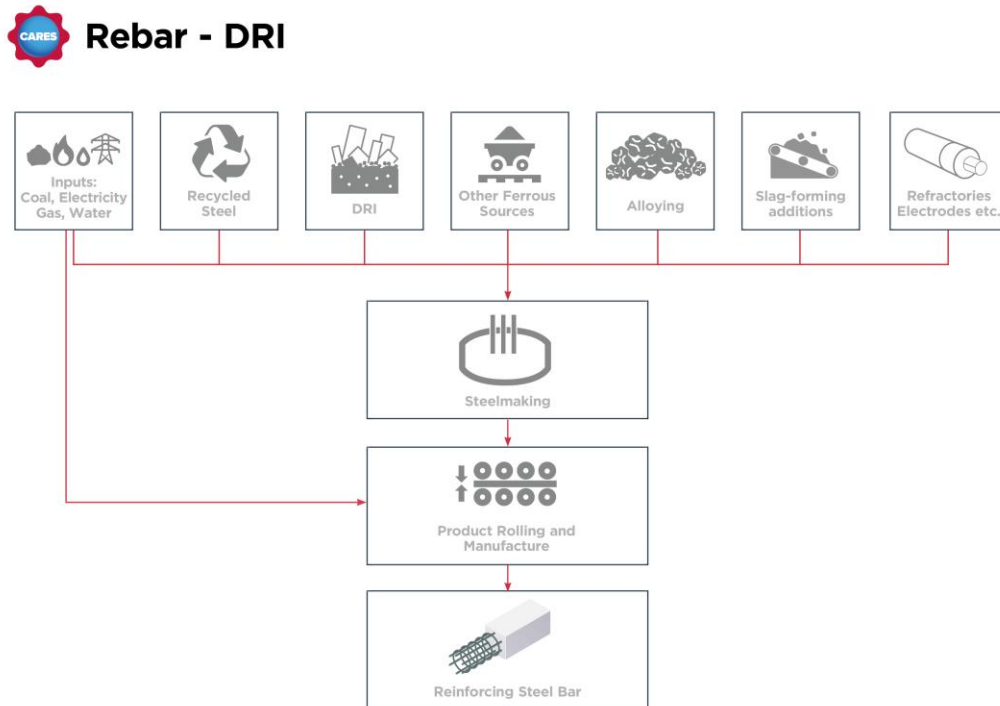 CARES
Rebar - DRI
Inputs:
Coal, Electricity
Gas, Water
Recycled
Steel
DRI
Other Ferrous
Sources
Alloying
Slag-forming
additions
Refractories
Electrodes etc.
Steelmaking
Product Rolling and
Manufacture
Reinforcing Steel Bar